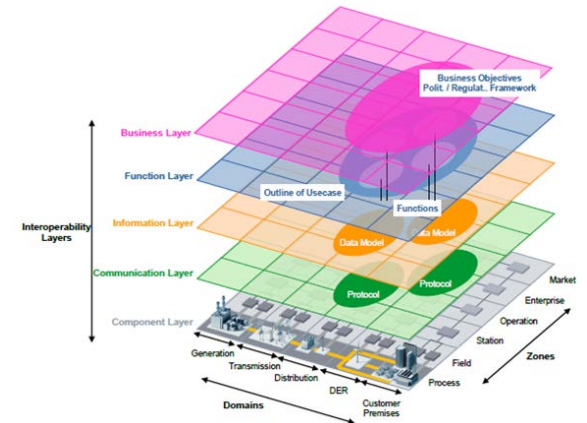 Business Objectives
Polit. / Regulat.. Framework
Business Layer
Function Layer
Outline of Usecase
Functions
Interoperability
Layers
Information Layer
Data Model
Data Model
Communication Layer
Protocol
Protocol
Component Layer
Market
Enterprise
Operation
Station
Field
Process
Zones
Generation
Transmission
Distribution
DER
Customer
Premises
Domains